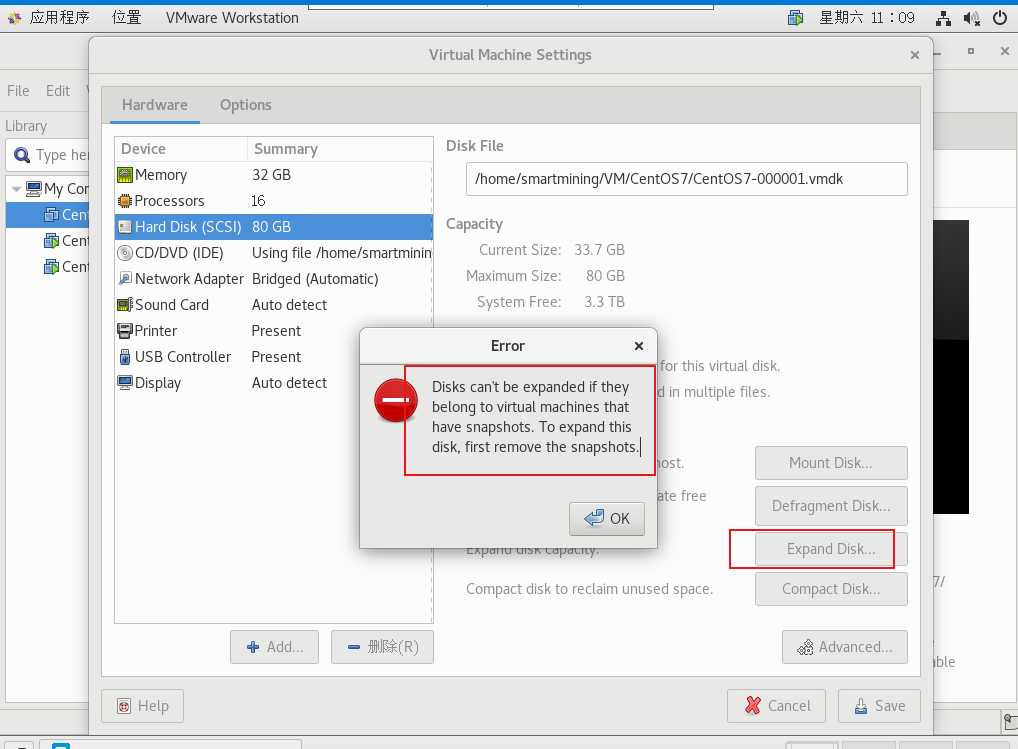 应用程序 位置 VMware Workstation 星期六 11：09
Virtual Machine Settings
File Edit
Library
Type her
My Cor
Cent
Cent
Cent
Hardware Options
Device Summary
Memory 32 GB
Processors 16
Hard Disk (SCSI) 80 GB
CD/DVD (IDE) Using file /home/smartminin
Network Adapter Bridged (Automatic)
Sound Card Auto detect
Printer Present
USB Controller Present
Display Auto detect
Add... 删除(R)
Disk File
/home/smartmining/VM/CentOS7/CentOS7-000001.vmdk
Capacity
Current Size: 33.7 GB
Maximum Size: 80 GB
System Free: 3.3 TB
for this virtual disk.
d in multiple files.
Error
Disks can't be expanded if they
belong to virtual machines that
have snapshots. To expand this
disk, first remove the snapshots.
OK
ost. Mount Disk...
ate free Defragment Disk...
Expand disk capacity. Expand Disk...
Compact disk to reclaim unused space. Compact Disk...
Advanced...
Help Cancel Save
7/
able